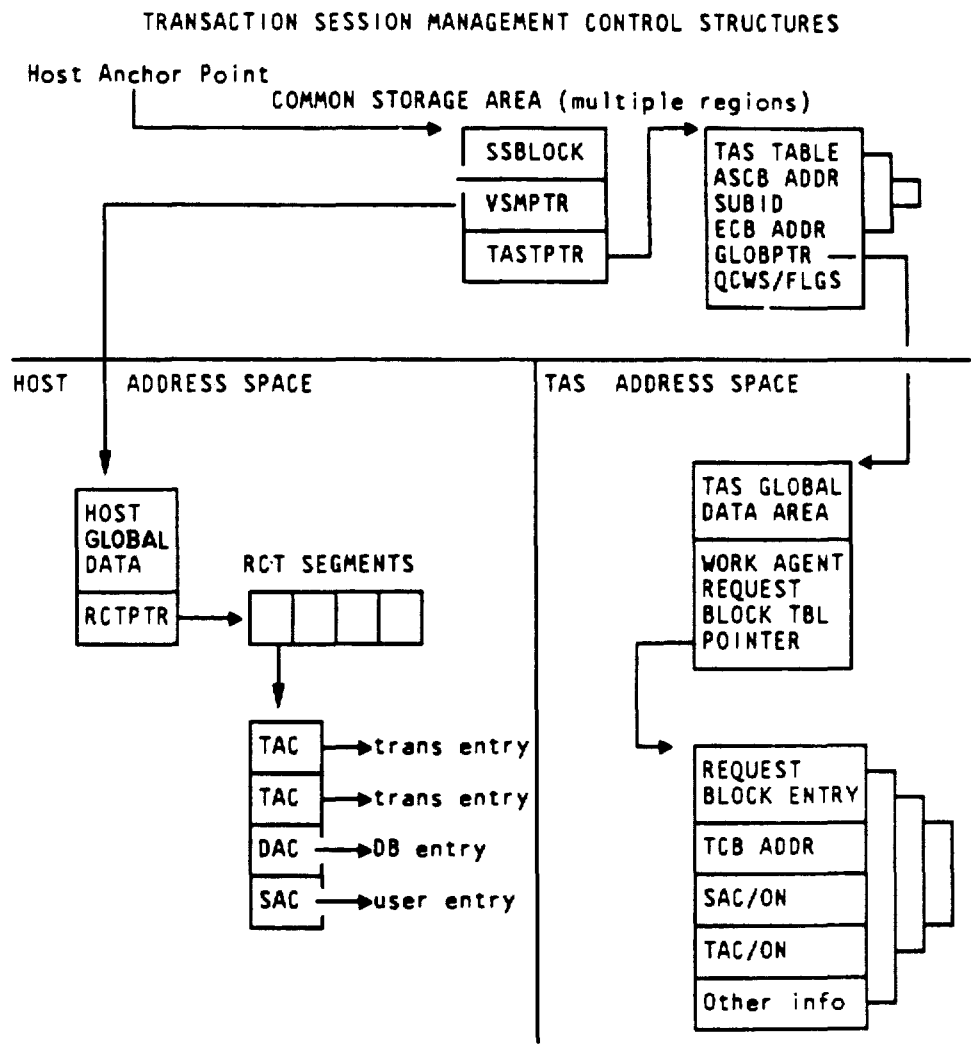 TRANSACTION SESSION MANAGEMENT CONTROL STRUCTURES
Host Anchor Point
COMMON STORAGE AREA (multiple regions)
SSBLOCK
VSMPTR
TASTPTR
TAS TABLE
ASCB ADDR
SUBID
ECB ADDR
GLOBPTR
QCWS/FLGS
HOST ADDRESS SPACE
TAS ADDRESS SPACE
HOST
GLOBAL
DATA
RCTPTR
RCT SEGMENTS
TAC trans entry
TAC trans entry
DAC DB entry
SAC user entry
TAS GLOBAL
DATA AREA
WORK AGENT
REQUEST
BLOCK TBL
POINTER
REQUEST
BLOCK ENTRY
TCB ADDR
SAC/ON
TAC/ON
Other info